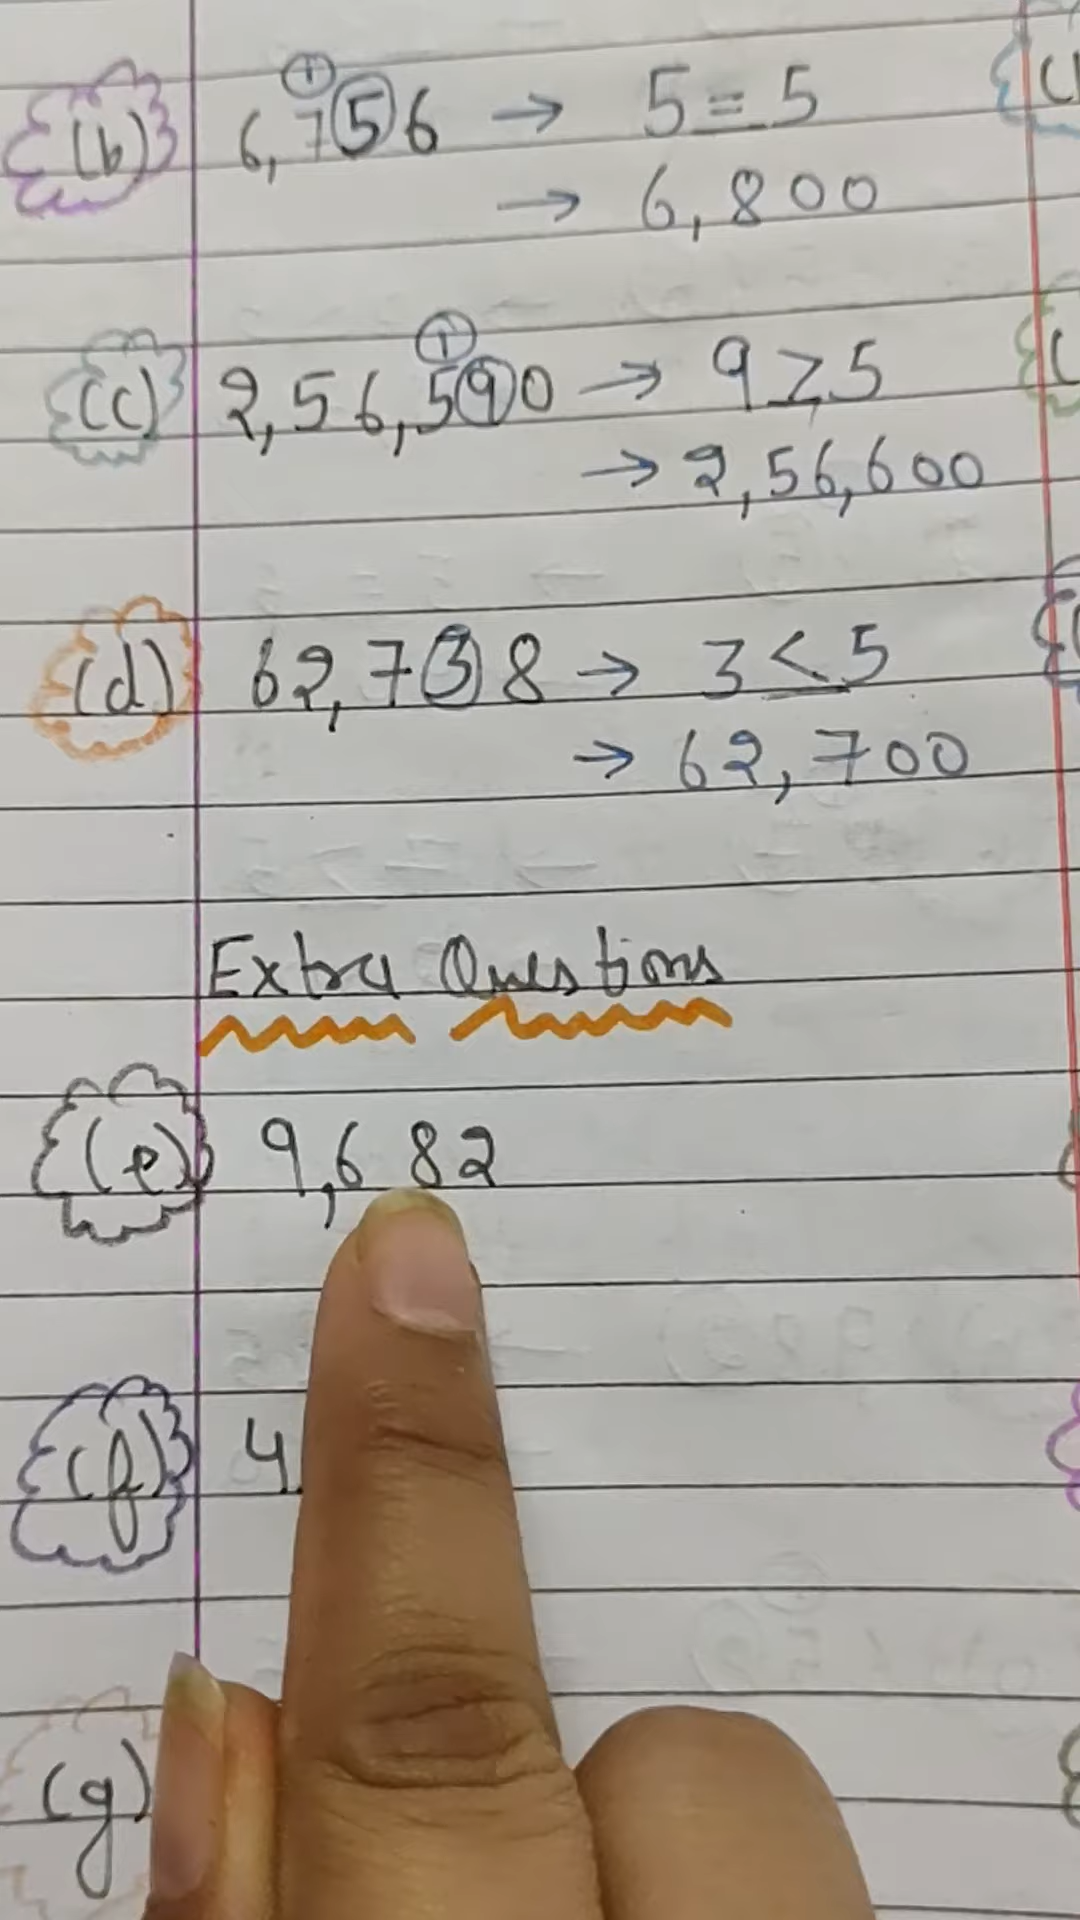 (b) 6,756 → 5 = 5
→ 6,800
(c) 2,56,590 → 9 > 5
→ 2,56,600
(d) 62,738 → 3 < 5
→ 62,700
Extra Questions
(e) 9,682
(f) 4
(g)